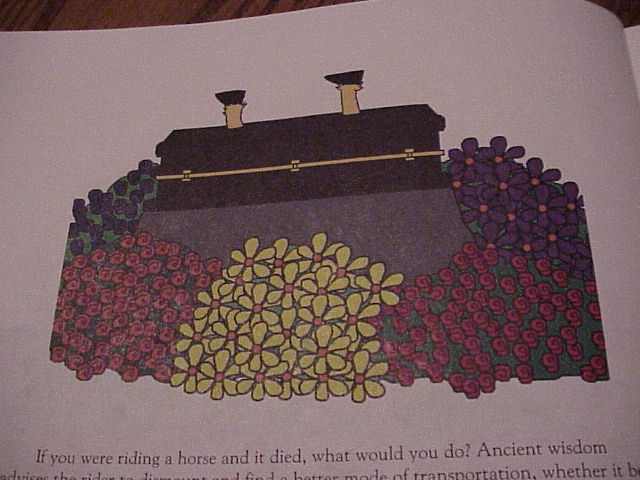 If you were riding a horse and it died, what would you do? Ancient wisdom
advises the rider to dismount and find a better mode of transportation, whether it be